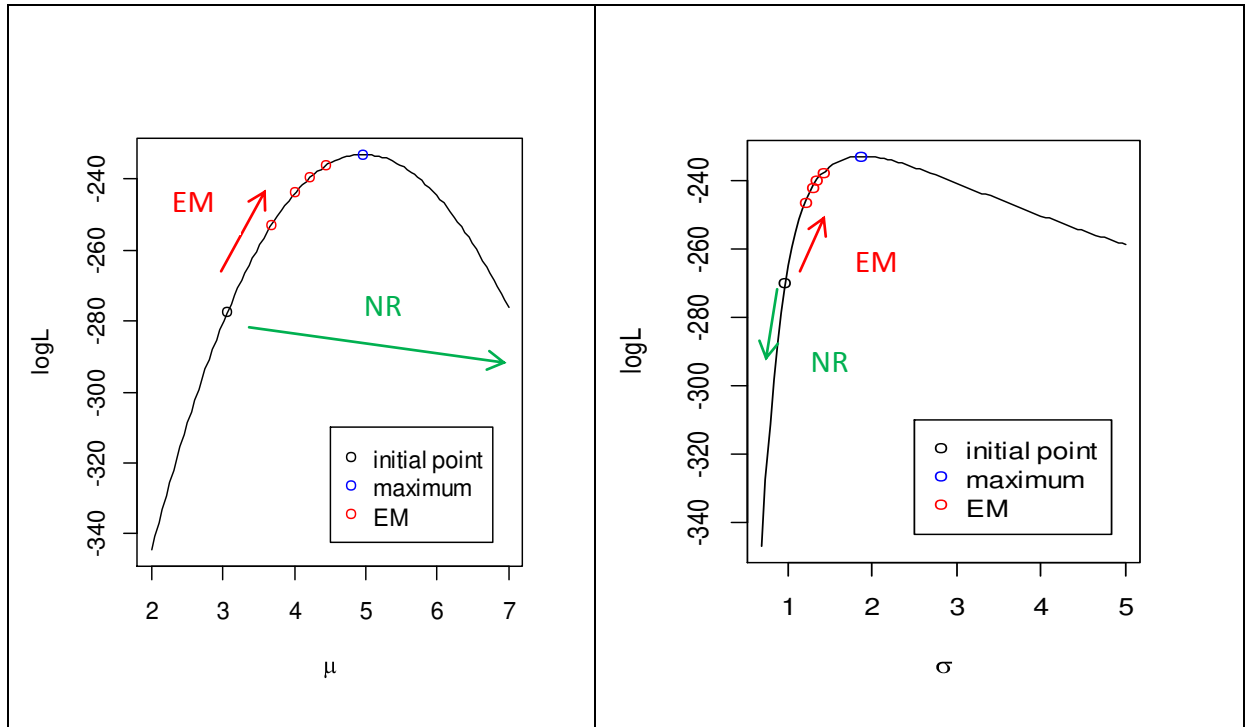 -240
-260
-280
-300
-320
-340
logL
EM
NR
initial point
maximum
EM
2 3 4 5 6 7
μ
-240
-260
-280
-300
-320
-340
logL
EM
NR
initial point
maximum
EM
1 2 3 4 5
σ